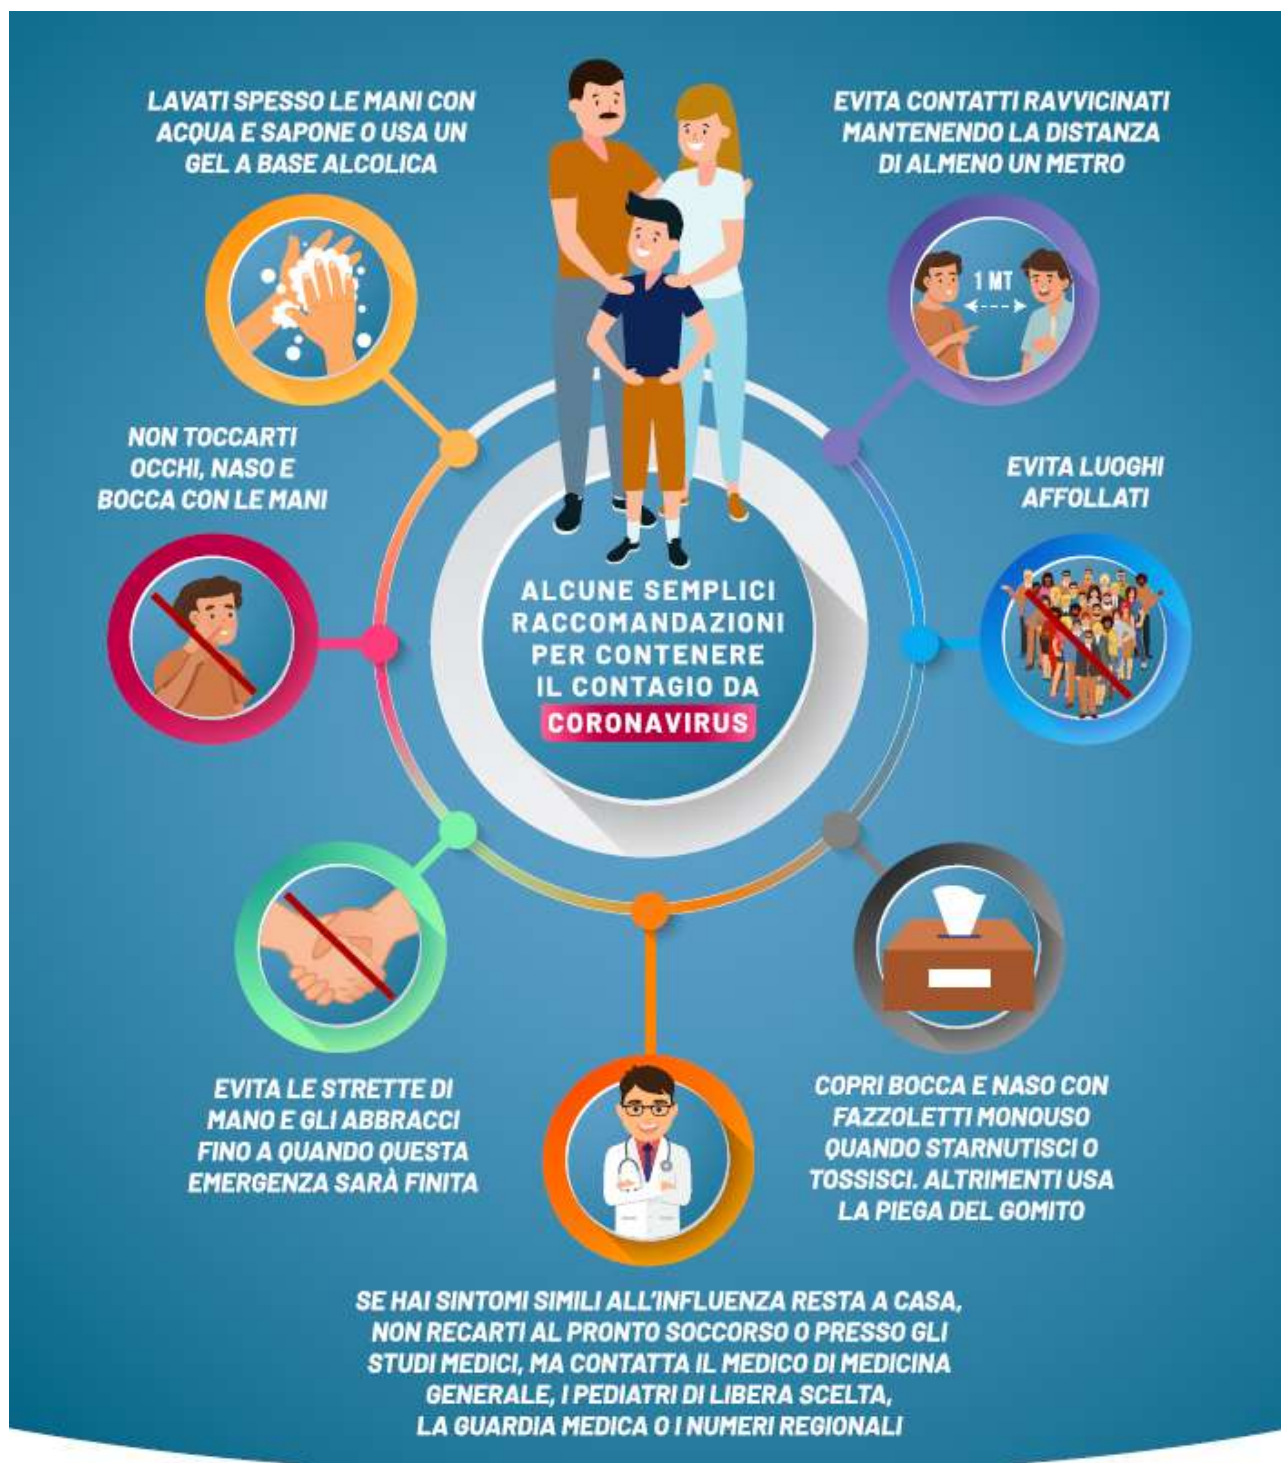 LAVATI SPESSO LE MANI CON
ACQUA E SAPONE O USA UN
GEL A BASE ALCOLICA
EVITA CONTATTI RAVVICINATI
MANTENENDO LA DISTANZA
DI ALMENO UN METRO
1 MT
NON TOCCARTI
OCCHI, NASO E
BOCCA CON LE MANI
EVITA LUOGHI
AFFOLLATI
ALCUNE SEMPLICI
RACCOMANDAZIONI
PER CONTENERE
IL CONTAGIO DA
CORONAVIRUS
EVITA LE STRETTE DI
MANO E GLI ABBRACCI
FINO A QUANDO QUESTA
EMERGENZA SARÀ FINITA
COPRI BOCCA E NASO CON
FAZZOLETTI MONOUSO
QUANDO STARNUTISCI O
TOSSISCI. ALTRIMENTI USA
LA PIEGA DEL GOMITO
SE HAI SINTOMI SIMILI ALL'INFLUENZA RESTA A CASA,
NON RECARTI AL PRONTO SOCCORSO O PRESSO GLI
STUDI MEDICI, MA CONTATTA IL MEDICO DI MEDICINA
GENERALE, I PEDIATRI DI LIBERA SCELTA,
LA GUARDIA MEDICA O I NUMERI REGIONALI